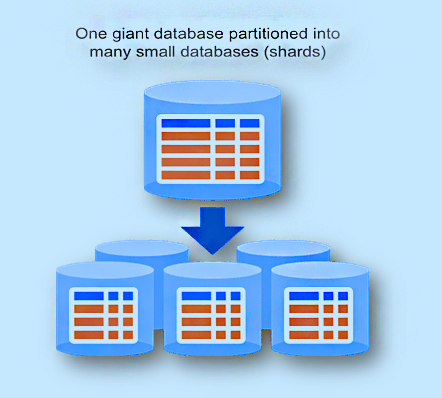 One giant database partitioned into
many small databases (shards)